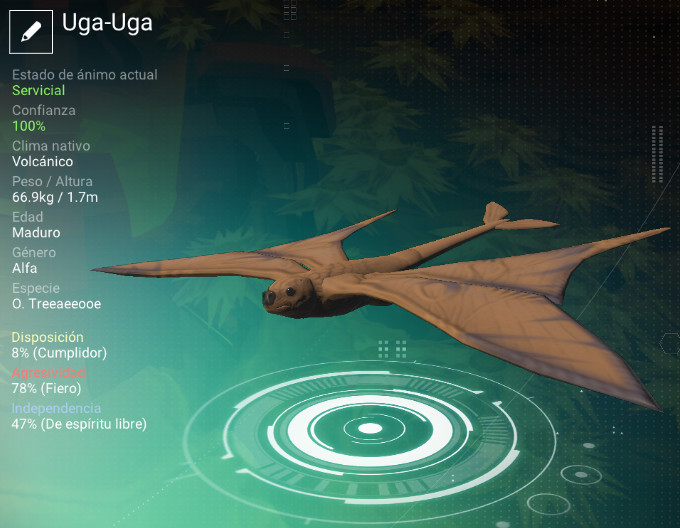 Uga-Uga
Estado de ánimo actual
Servicial
Confianza
100%
Clima nativo
Volcánico
Peso / Altura
66.9kg / 1.7m
Edad
Maduro
Género
Alfa
Especie
O. Treeaeeooe
Disposición
8% (Cumplidor)
Agresividad
78% (Fiero)
Independencia
47% (De espíritu libre)